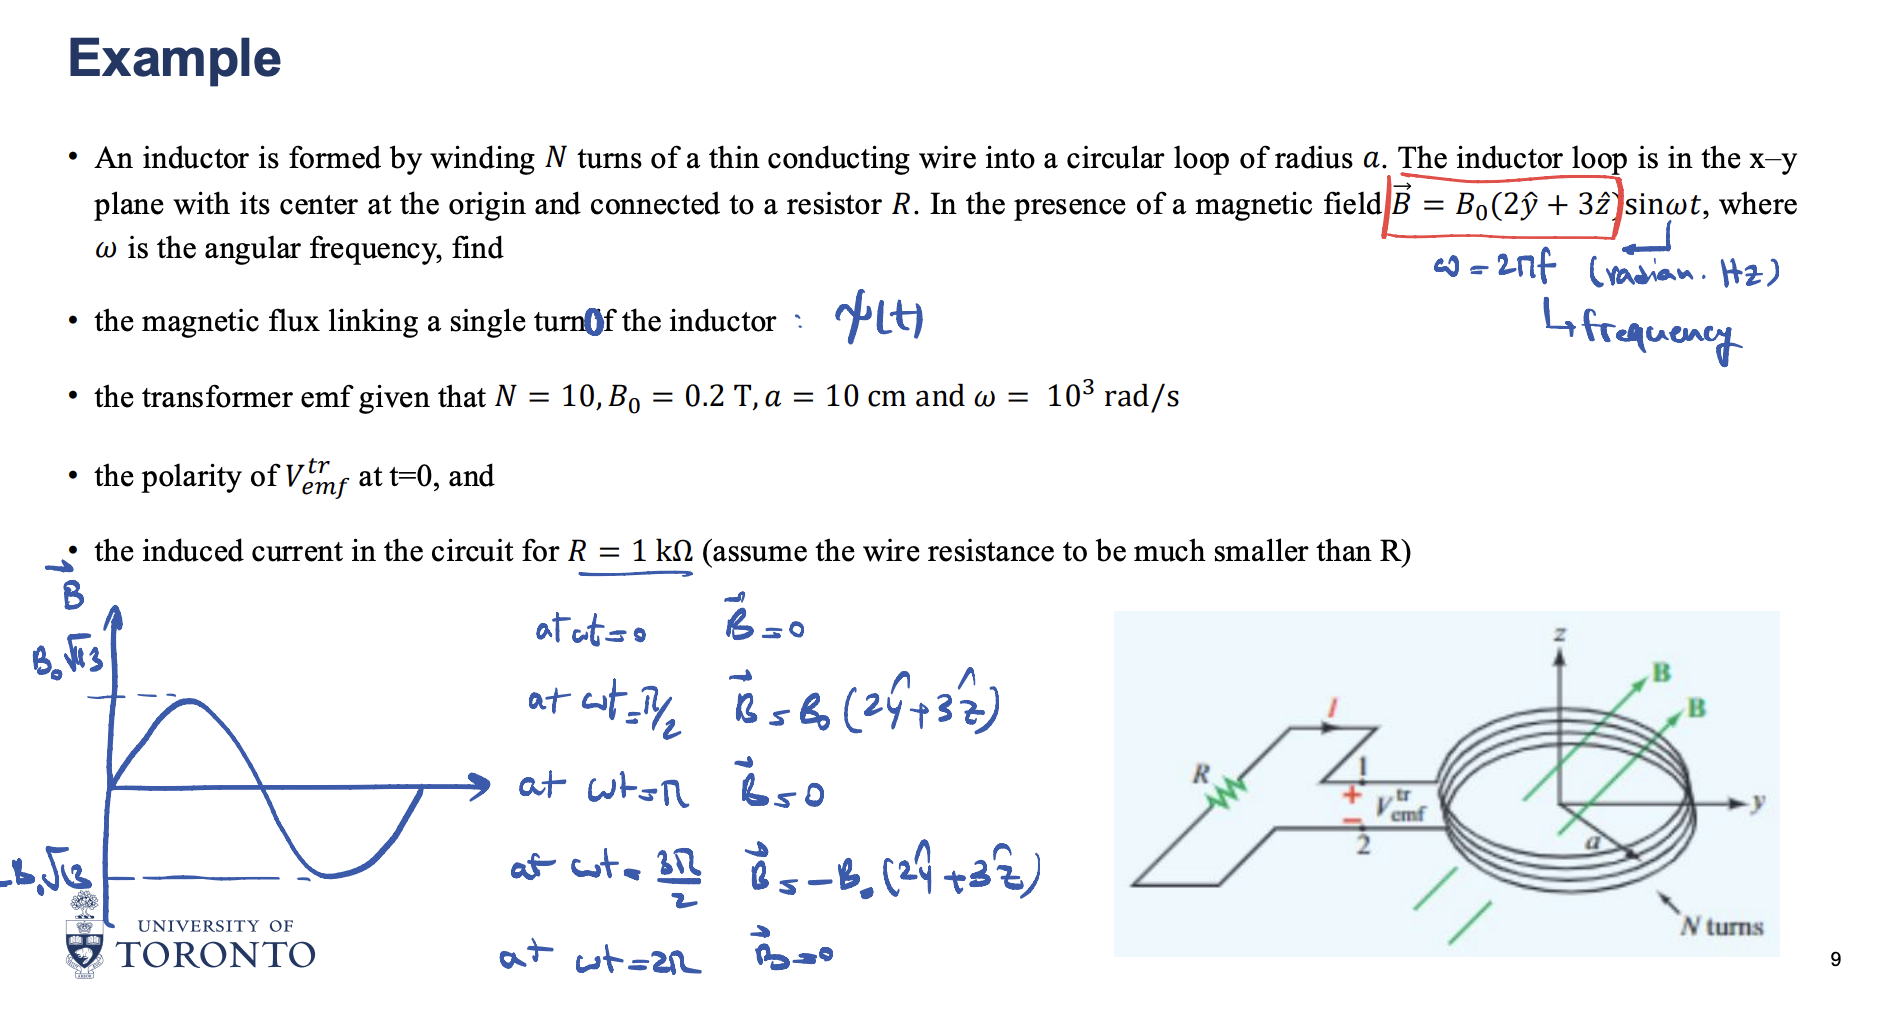 Example
• An inductor is formed by winding N turns of a thin conducting wire into a circular loop of radius a. The inductor loop is in the x–y
plane with its center at the origin and connected to a resistor R. In the presence of a magnetic field B⃗ = B₀(2ŷ + 3ẑ)sinωt, where
ω is the angular frequency, find
ω = 2πf (radian. Hz)
↳ frequency
• the magnetic flux linking a single turn Of the inductor : ψ(t)
• the transformer emf given that N = 10, B₀ = 0.2 T, a = 10 cm and ω = 10³ rad/s
• the polarity of V_emf^tr at t=0, and
• the induced current in the circuit for R = 1 kΩ (assume the wire resistance to be much smaller than R)
B⃗
B₀√13
-B₀√13
at ωt=0 B⃗=0
at ωt=π/2 B⃗=B₀(2ŷ+3ẑ)
at ωt=π B⃗=0
at ωt=3π/2 B⃗=-B₀(2ŷ+3ẑ)
at ωt=2π B⃗=0
z
B
B
I
R
1
+ V_emf^tr
−
2
y
a
N turns
UNIVERSITY OF
TORONTO
9